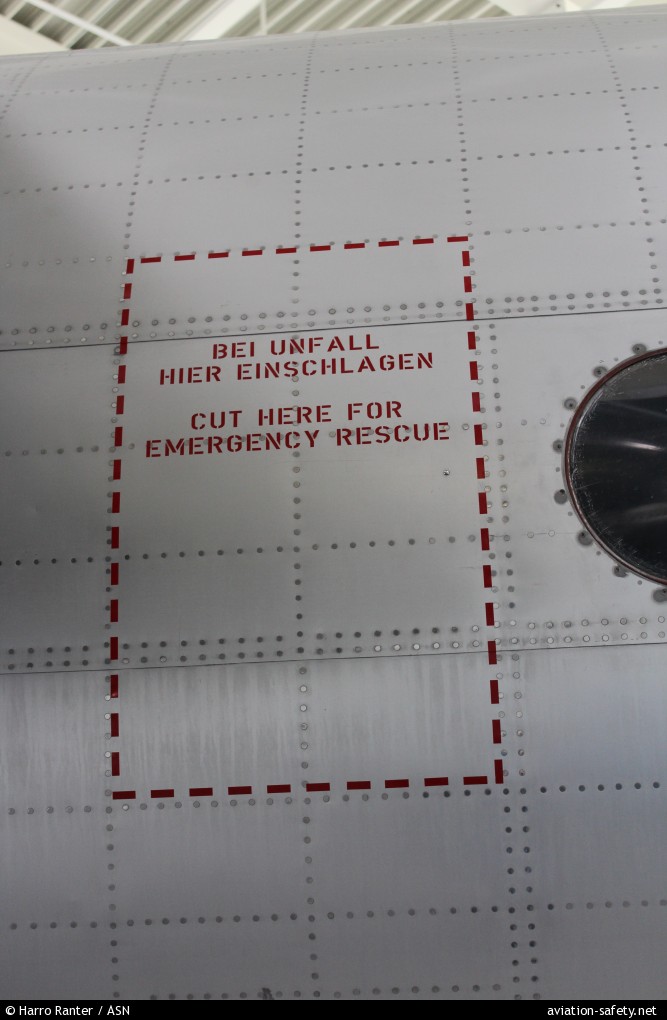 BEI UNFALL
HIER EINSCHLAGEN
CUT HERE FOR
EMERGENCY RESCUE
© Harro Ranter / ASN
aviation-safety.net